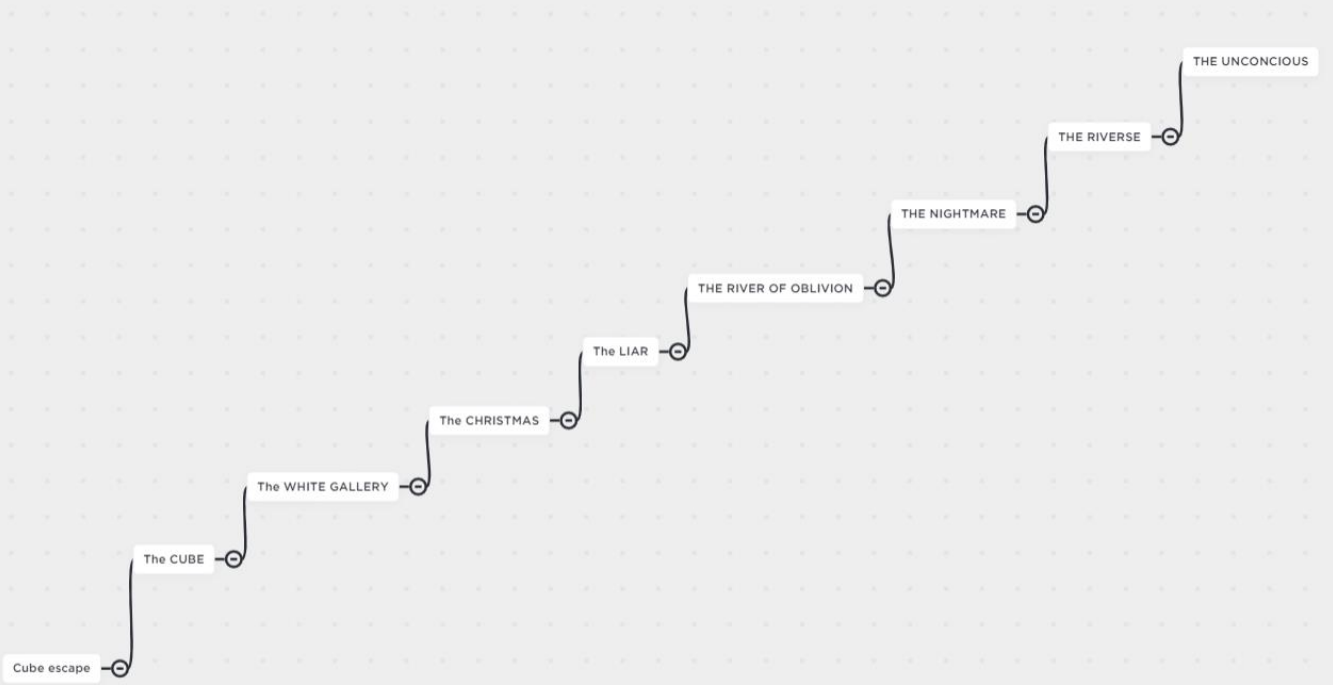 THE UNCONCIOUS
THE RIVERSE
THE NIGHTMARE
THE RIVER OF OBLIVION
The LIAR
The CHRISTMAS
The WHITE GALLERY
The CUBE
Cube escape